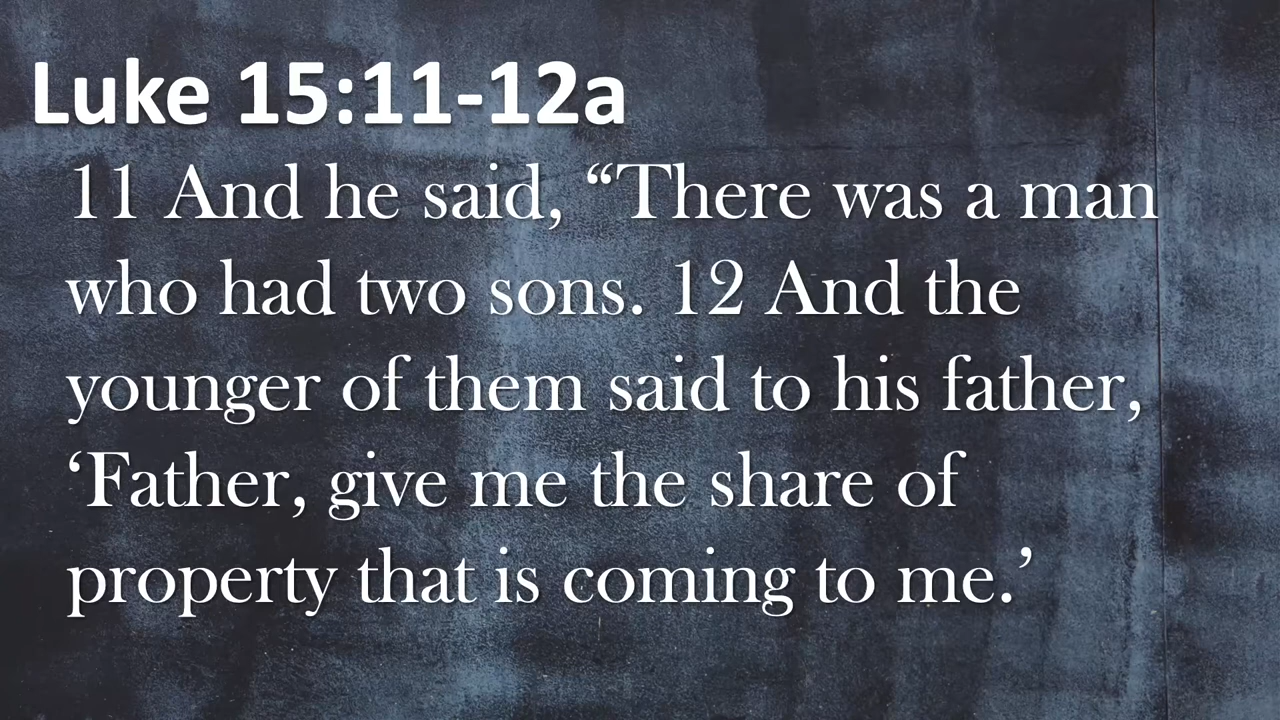 Luke 15:11-12a
11 And he said, “There was a man
who had two sons. 12 And the
younger of them said to his father,
‘Father, give me the share of
property that is coming to me.’